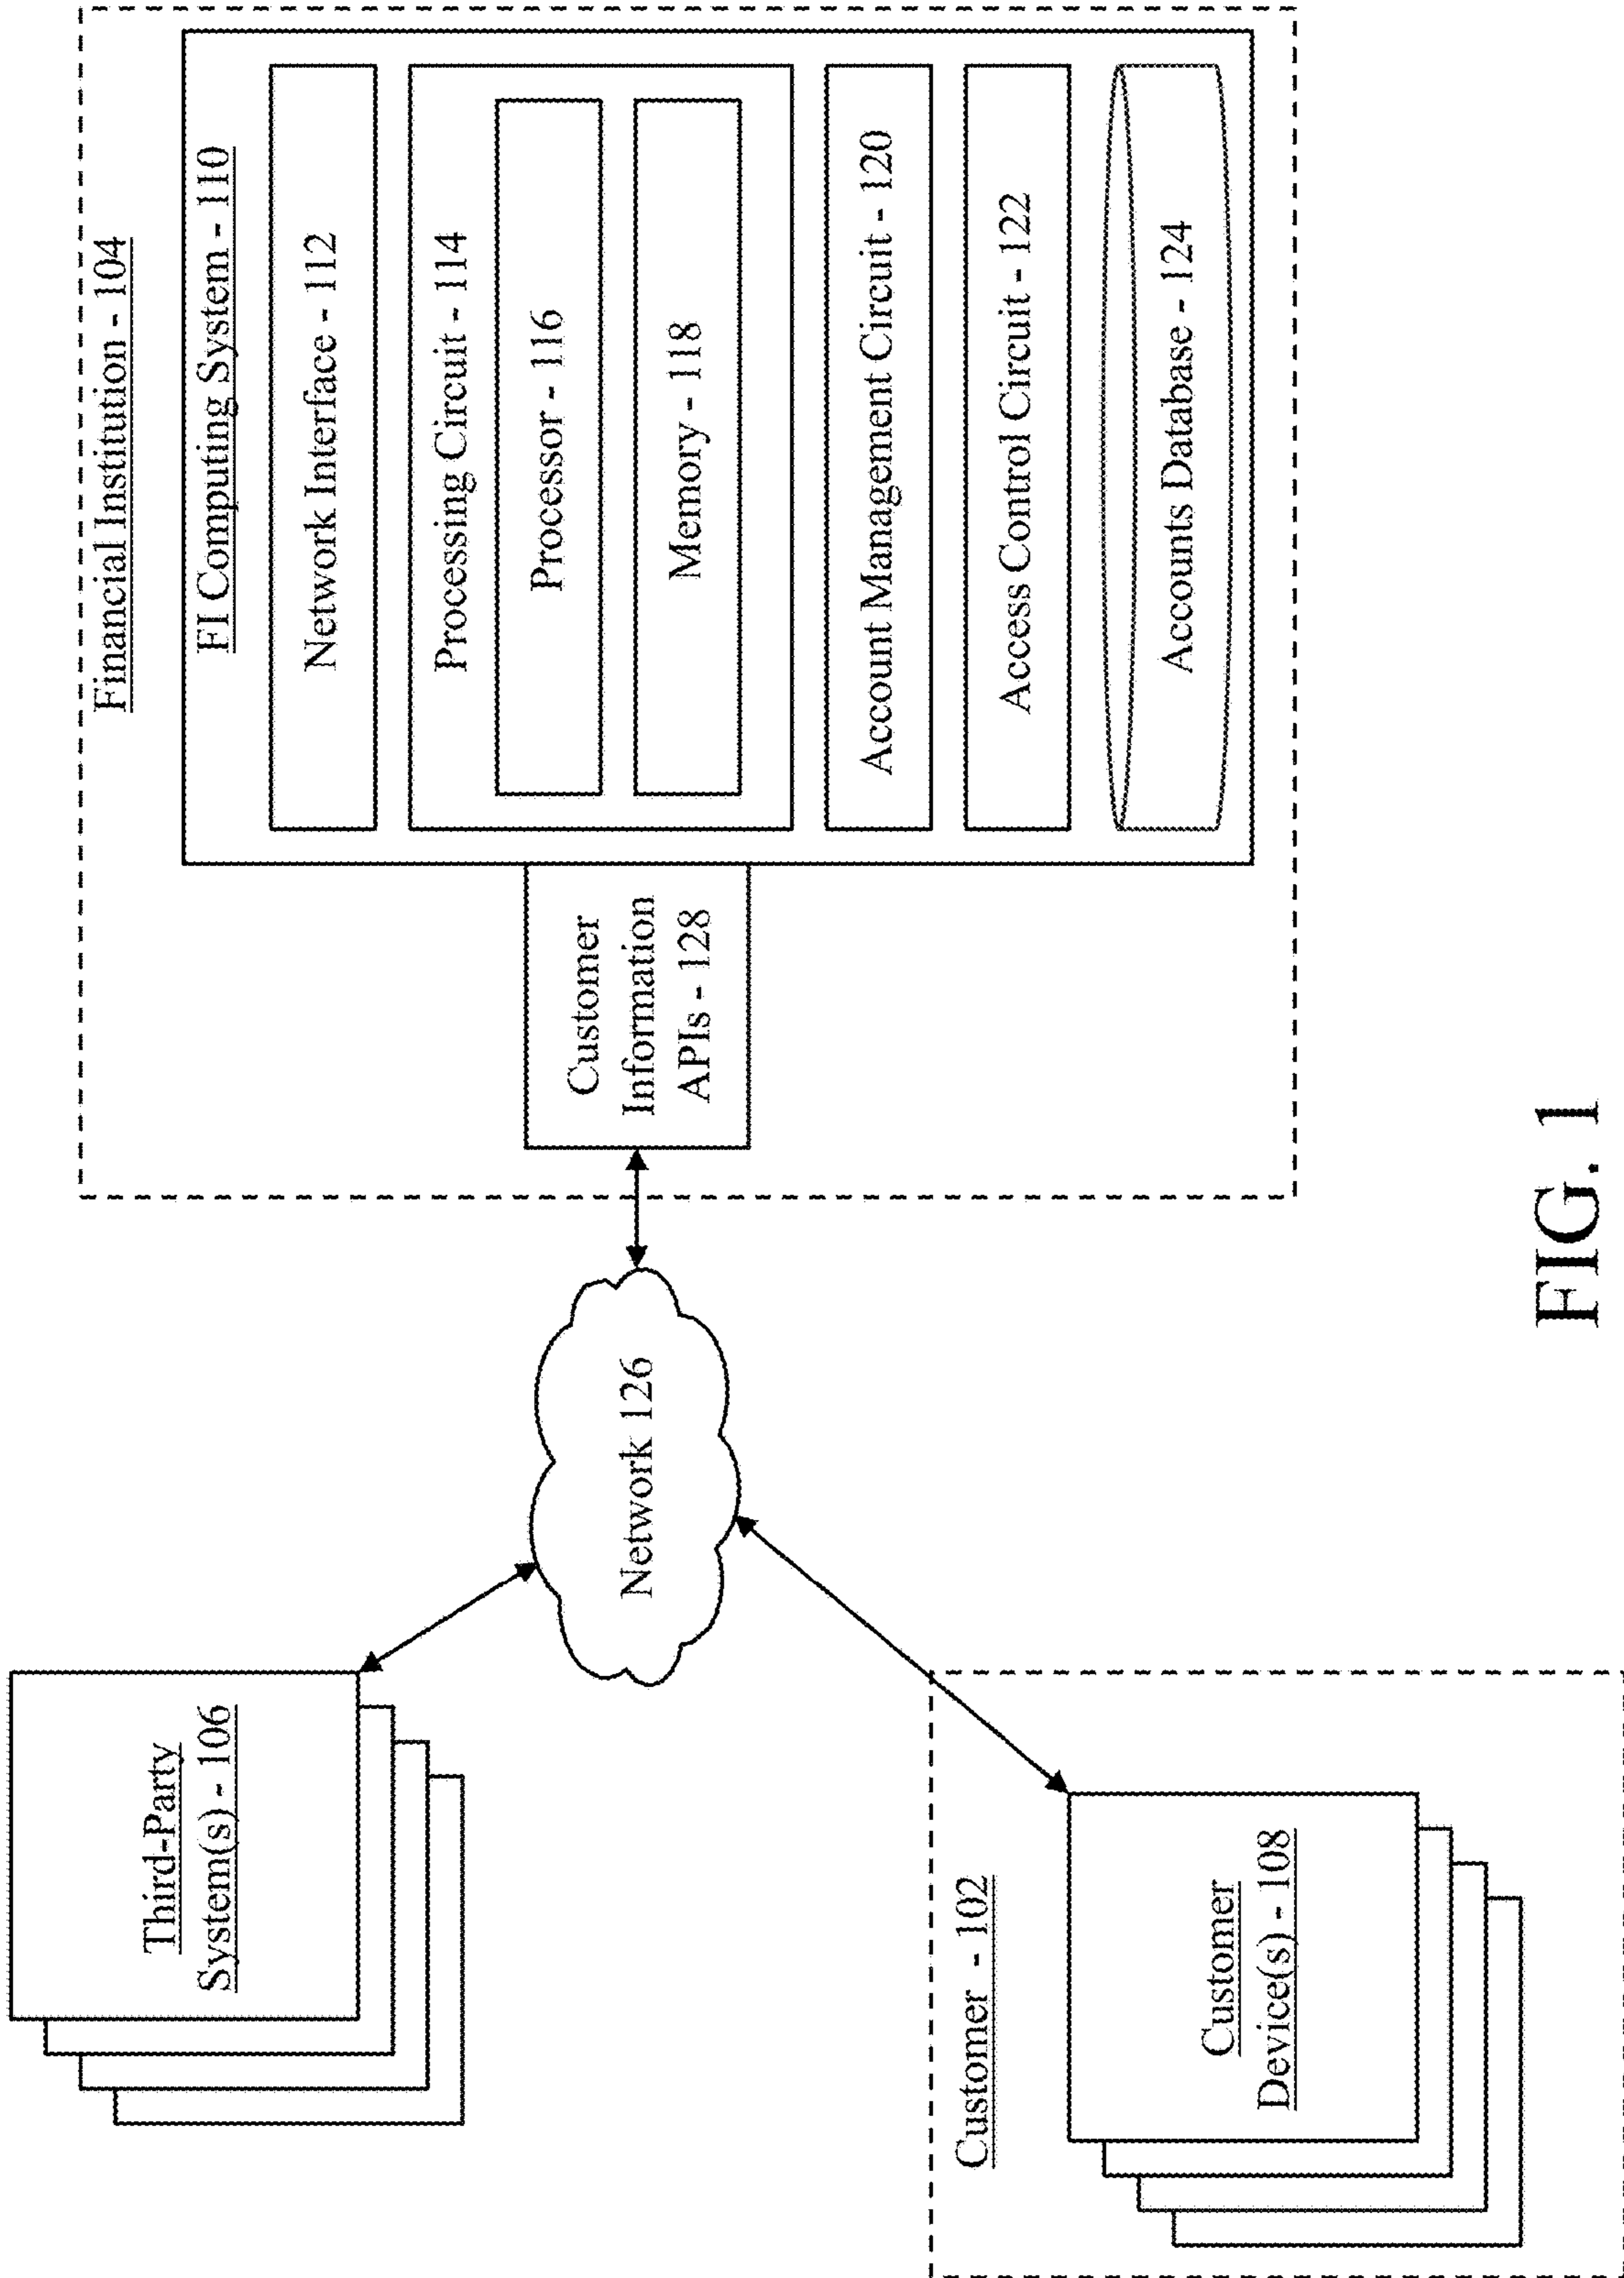 Third-Party
System(s) - 106
Customer - 102
Customer
Device(s) - 108
Network 126
Financial Institution - 104
Customer
Information
APIs - 128
FI Computing System - 110
Network Interface - 112
Processing Circuit - 114
Processor - 116
Memory - 118
Account Management Circuit - 120
Access Control Circuit - 122
Accounts Database - 124
FIG. 1